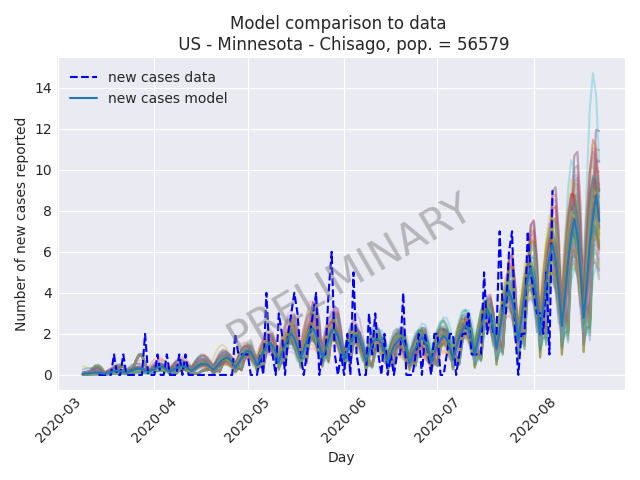 Model comparison to data
US - Minnesota - Chisago, pop. = 56579
new cases data
new cases model
PRELIMINARY
Number of new cases reported
14
12
10
8
6
4
2
0
2020-03
2020-04
2020-05
2020-06
2020-07
2020-08
Day